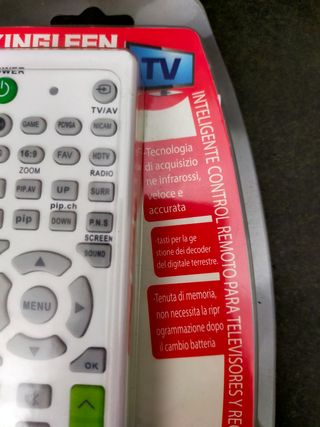 KINGLEEN
POWER
TV
TV/AV
GAME
PC/VGA
NICAM
16:9
FAV
HDTV
ZOOM
RADIO
PIP.AV
UP
SURR
pip.ch
pip
DOWN
P.N.S
SCREEN
SOUND
MENU
OK
-Tecnologia
di acquisizio
ne infrarossi,
veloce e
accurata
-tasti per la ge
stione dei decoder
del digitale terrestre.
-Tenuta di memoria,
non necessita la ripr
ogrammazione dopo
il cambio batteria
INTELIGENTE CONTROL REMOTO PARA TELEVISORES Y